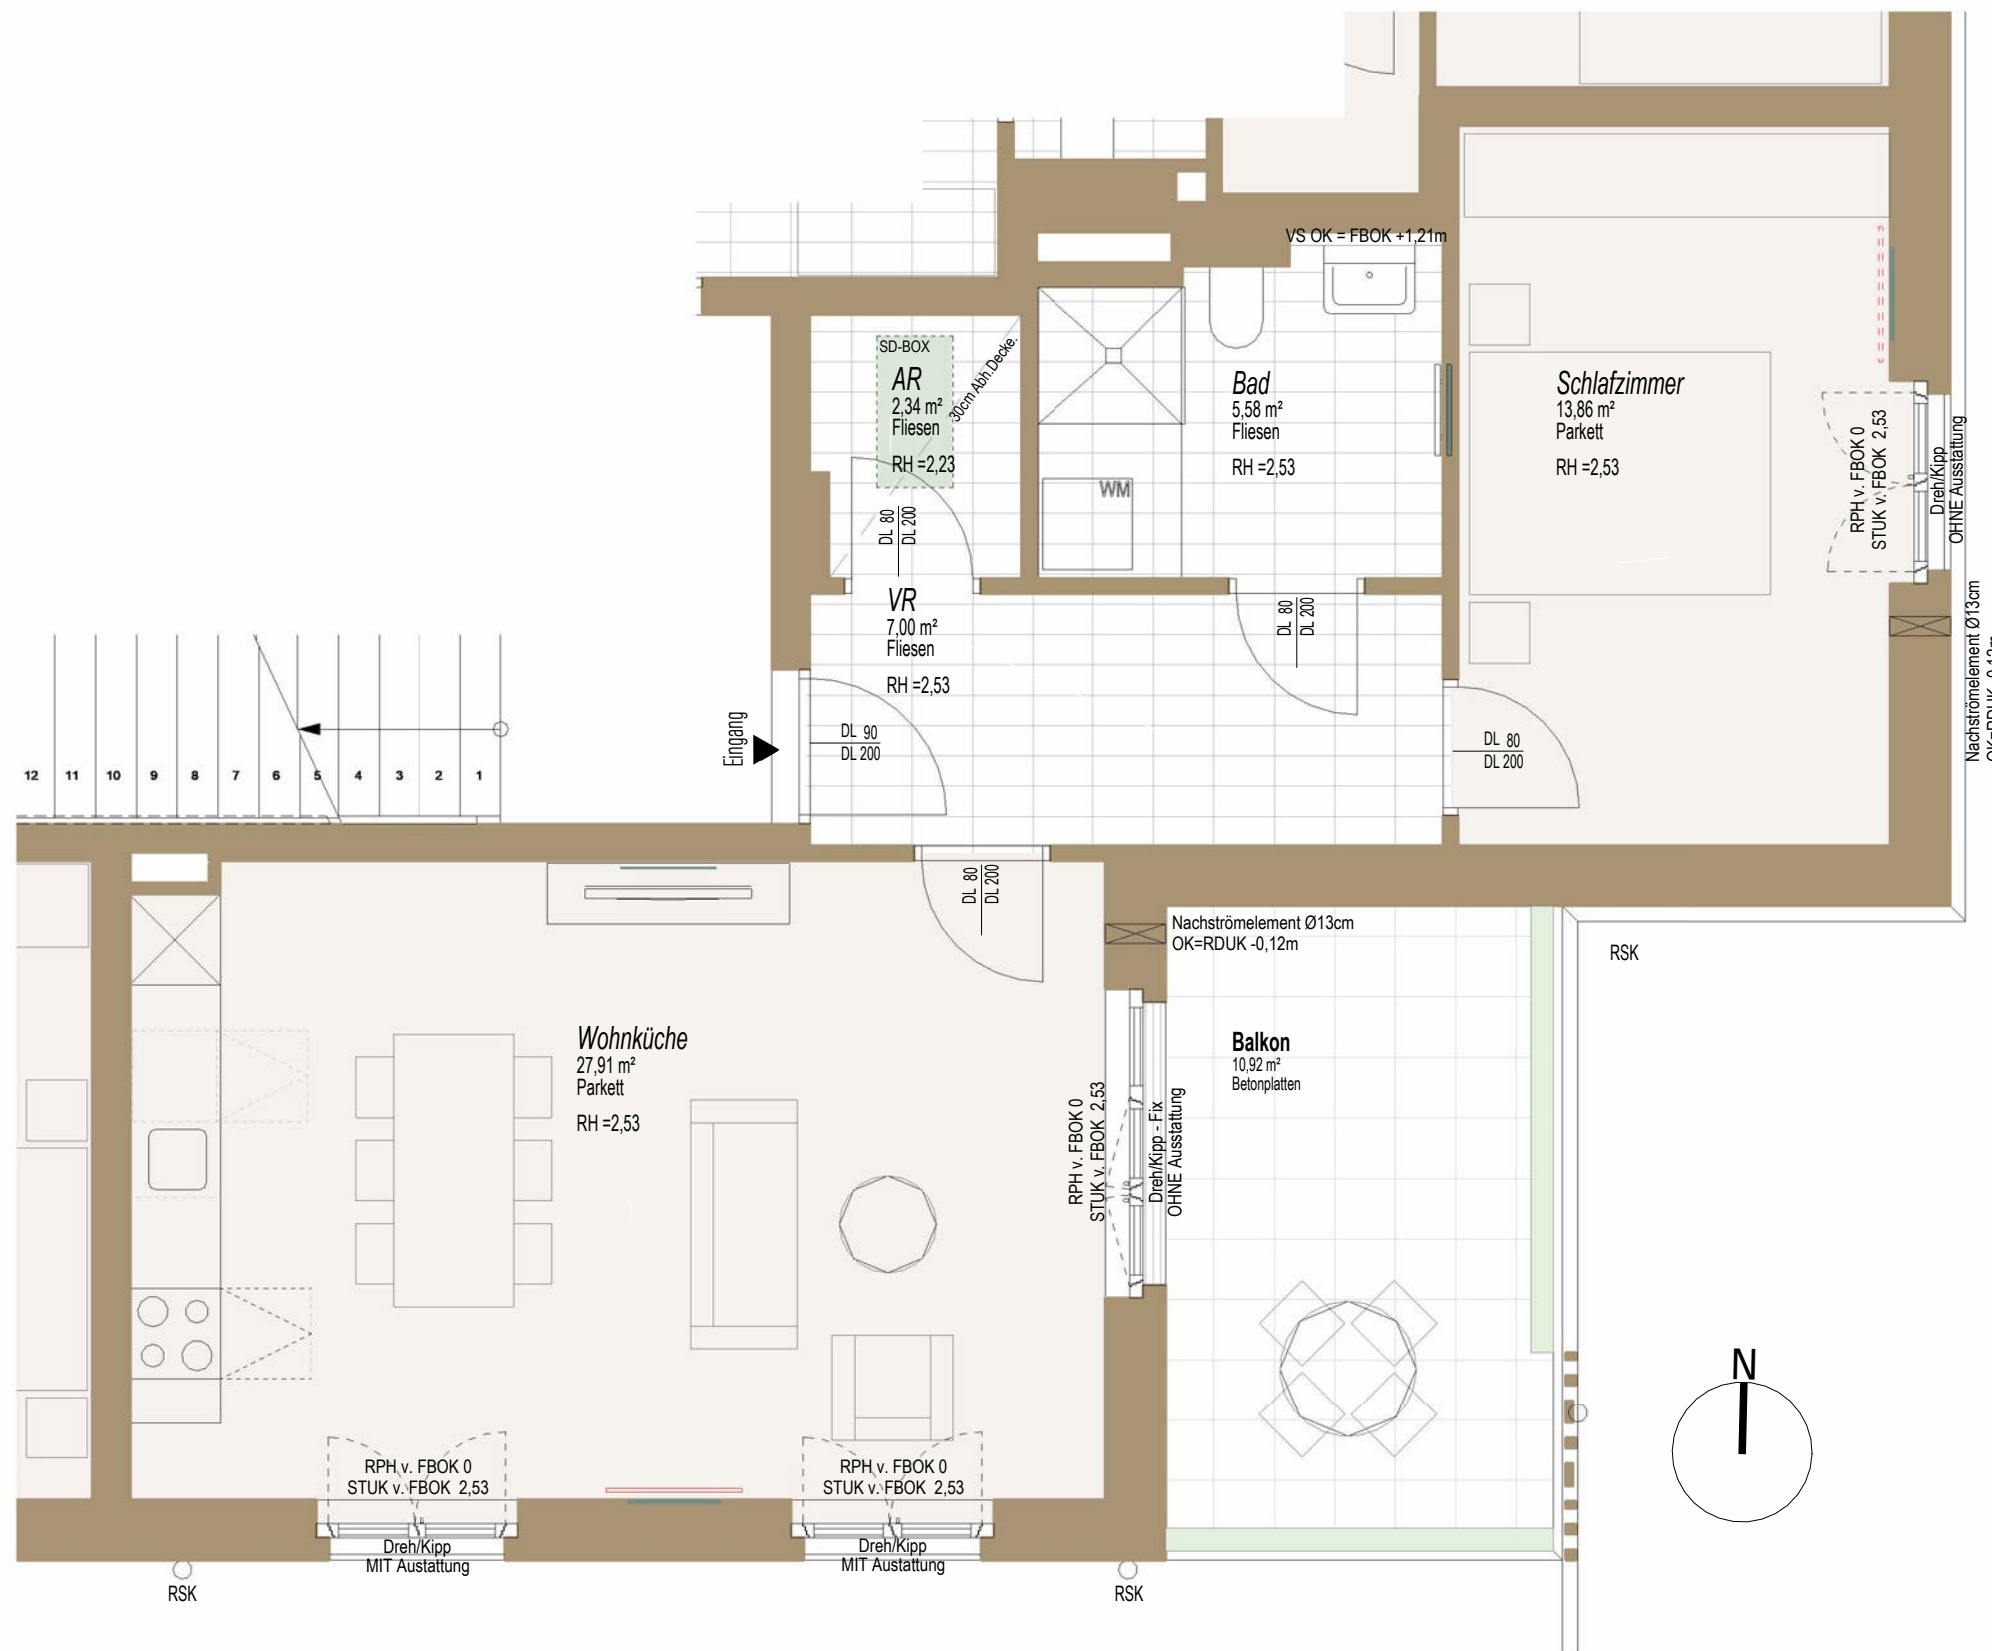 VS OK = FBOK +1,21m
SD-BOX
AR
2,34 m²
Fliesen
RH =2,23
30cm Abh.Decke.
DL 80
DL 200
Bad
5,58 m²
Fliesen
RH =2,53
WM
Schlafzimmer
13,86 m²
Parkett
RH =2,53
RPH v. FBOK 0
STUK v. FBOK 2,53
Dreh/Kipp
OHNE Ausstattung
Nachströmelement Ø13cm
VR
7,00 m²
Fliesen
RH =2,53
DL 80
DL 200
Eingang
DL 90
DL 200
DL 80
DL 200
12 11 10 9 8 7 6 5 4 3 2 1
DL 80
DL 200
Nachströmelement Ø13cm
OK=RDUK -0,12m
RSK
Wohnküche
27,91 m²
Parkett
RH =2,53
RPH v. FBOK 0
STUK v. FBOK 2,53
Dreh/Kipp - Fix
OHNE Ausstattung
Balkon
10,92 m²
Betonplatten
N
RPH v. FBOK 0
STUK v. FBOK 2,53
Dreh/Kipp
MIT Austattung
RPH v. FBOK 0
STUK v. FBOK 2,53
Dreh/Kipp
MIT Austattung
RSK
RSK